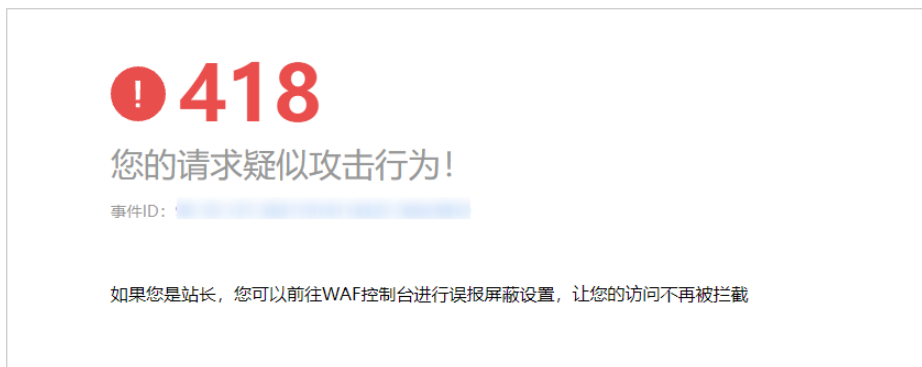 ! 418
您的请求疑似攻击行为！
事件ID：
如果您是站长，您可以前往WAF控制台进行误报屏蔽设置，让您的访问不再被拦截